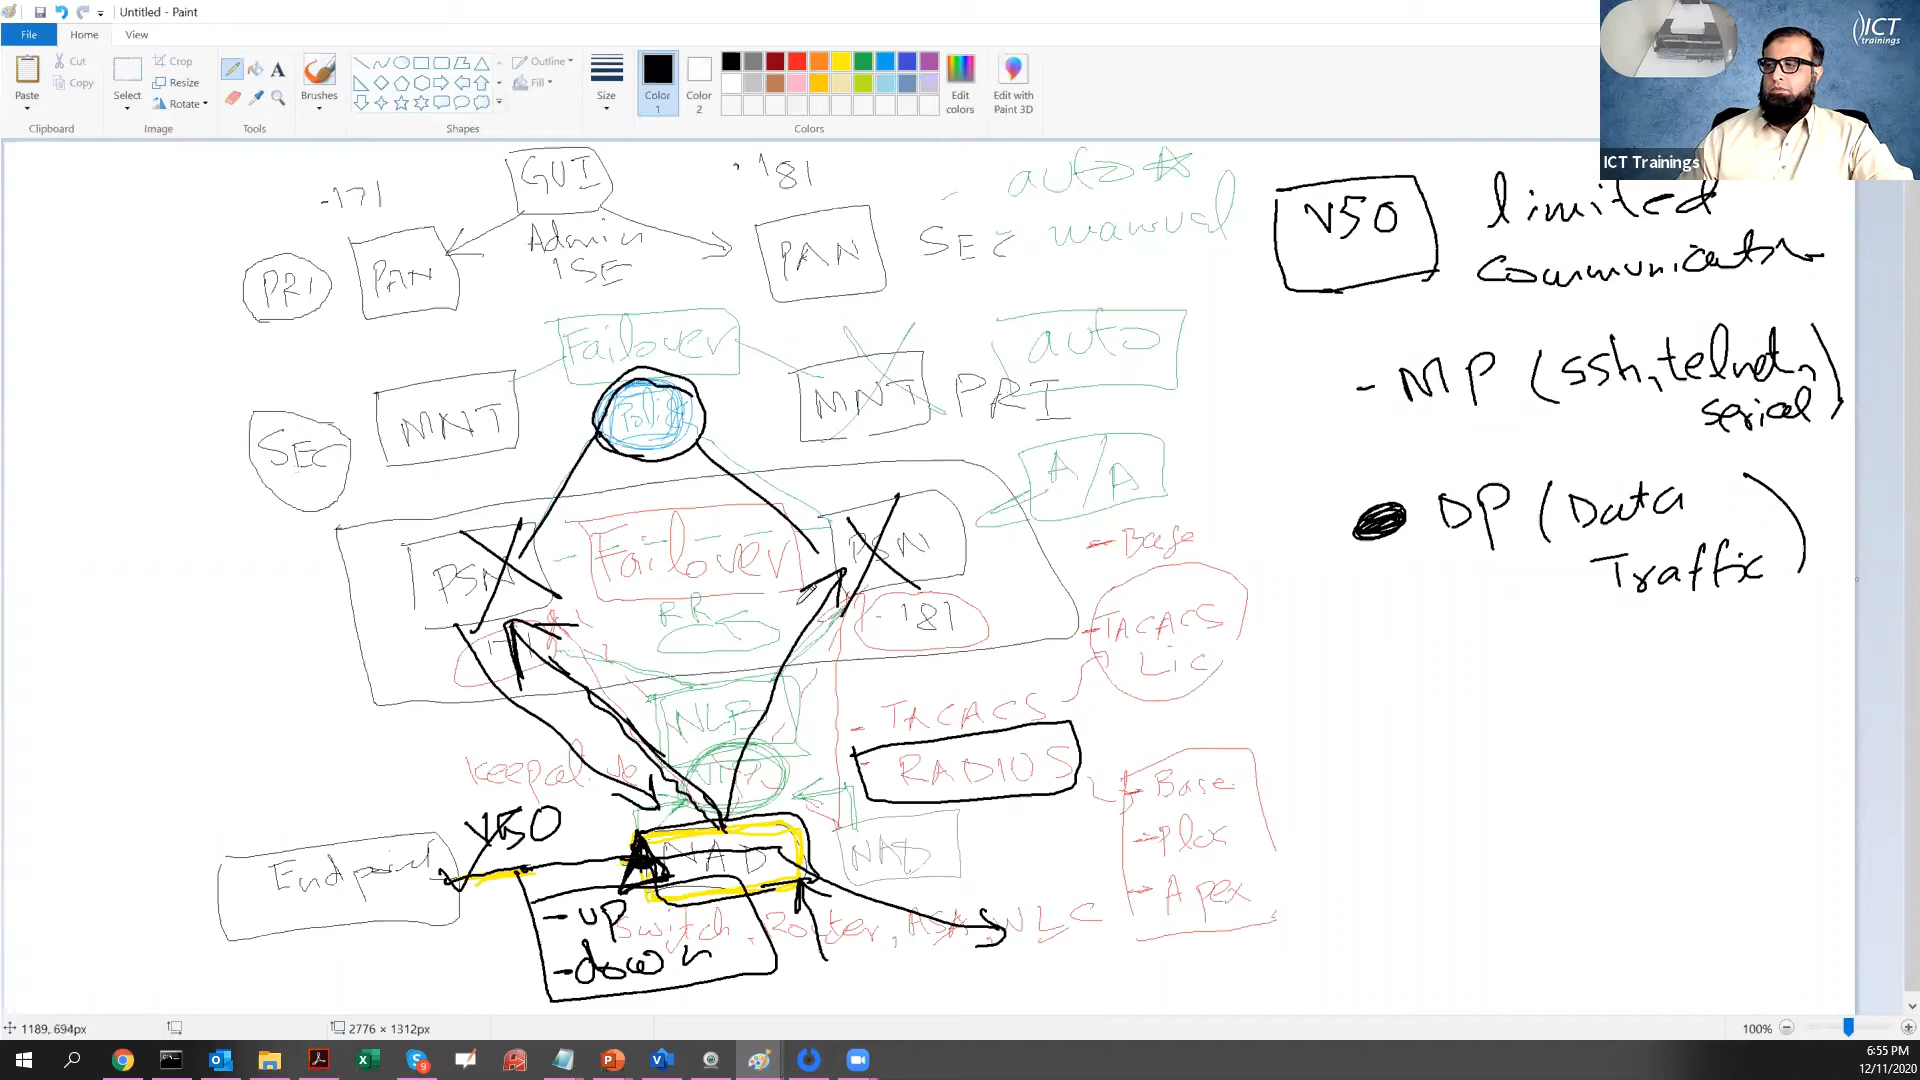 Untitled - Paint
File
Home
View
Paste
Cut
Copy
Clipboard
Select
Crop
Resize
Rotate
Image
Tools
Brushes
Shapes
Outline
Fill
Size
Color
1
Color
2
Colors
Edit
colors
Edit with
Paint 3D
ICT
trainings
ICT Trainings
GUI
-171
.181
- auto
manual
Admin
ISE
PRI
PAN
PAN
SEC
Failover
auto
MNT
MNT
PRI
SEC
A/A
PSN
- Failover
PSN
RR
.181
- Base
- TACACS
Lic
- TACACS
- RADIUS
keepalive
V50
Endpoint
NAD
NAD
- up
- down
Switch, Router, ASA, WLC
- Base
- Plus
- Apex
V50
limited
communication
- MP (ssh, telnet,
serial)
DP (Data
Traffic)
1189, 694px
2776 × 1312px
100%
6:55 PM
12/11/2020